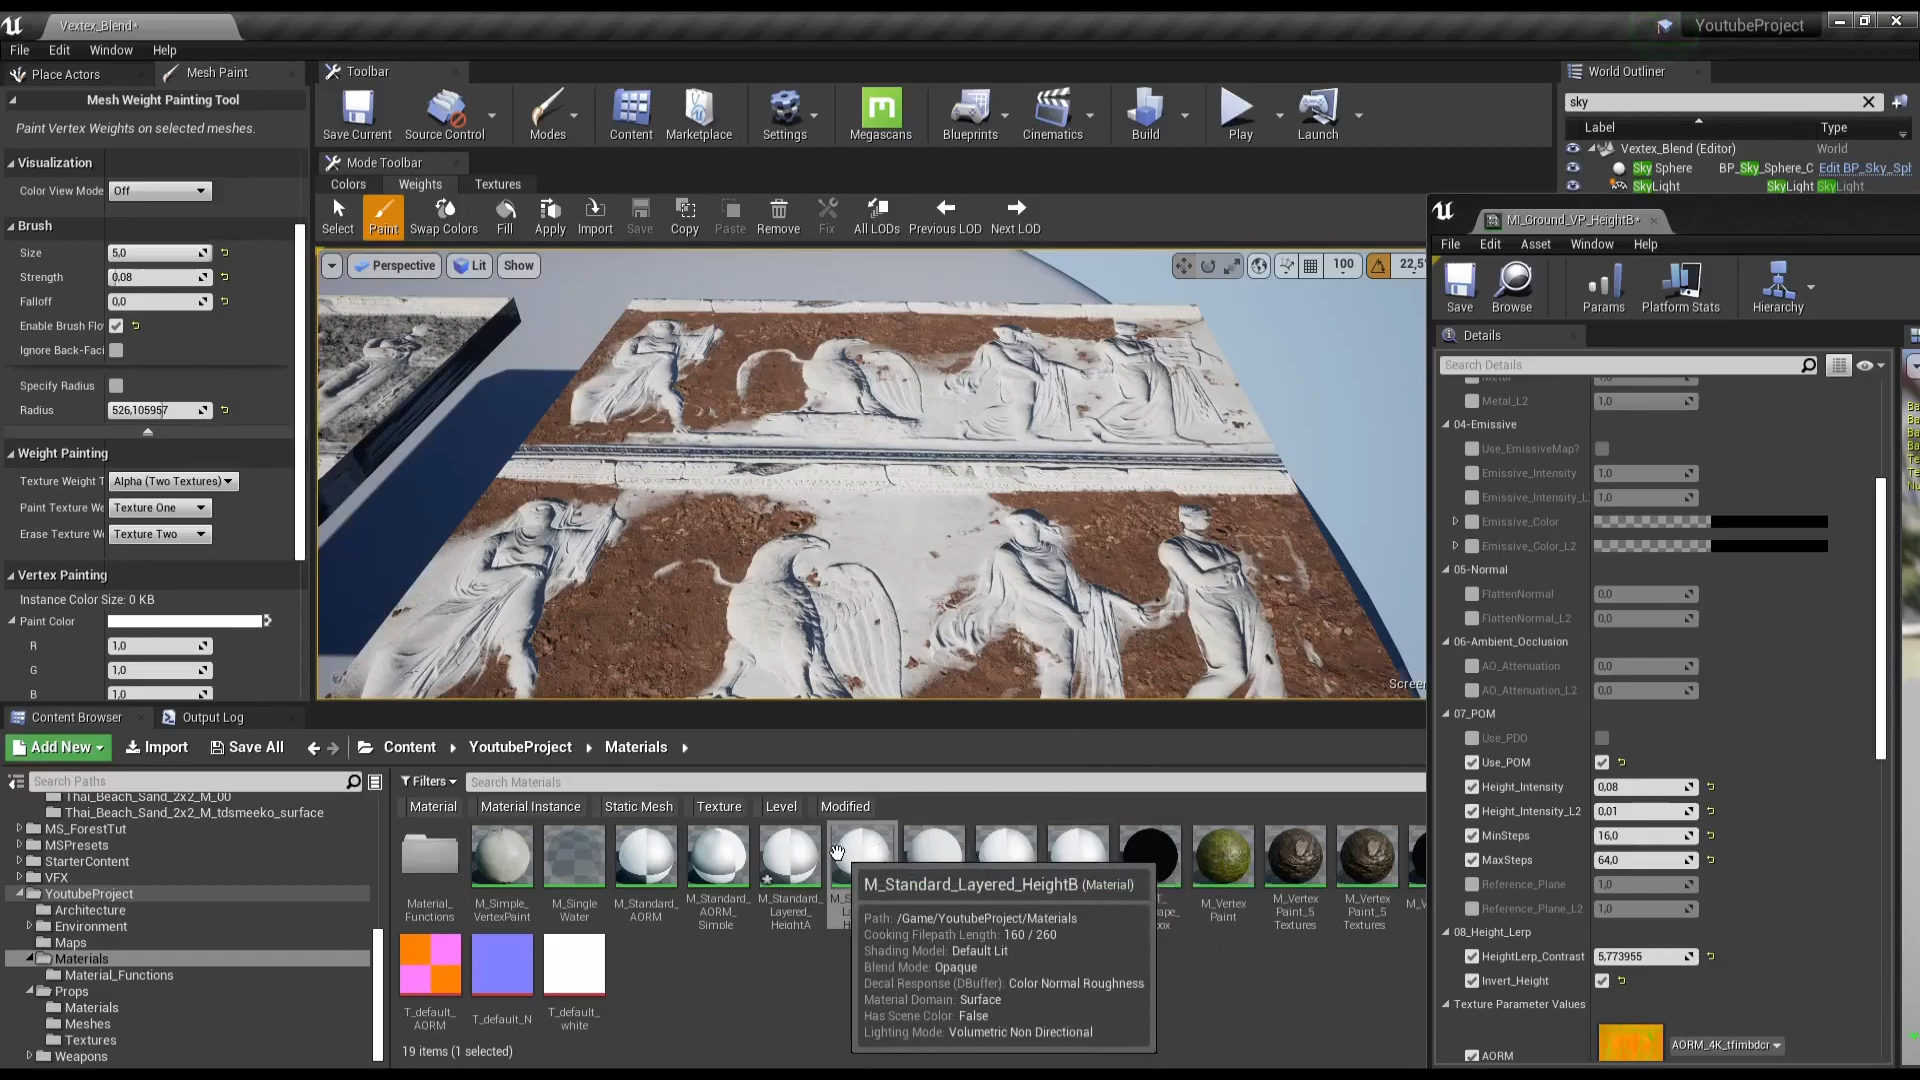 Vextex_Blend*
YoutubeProject
File Edit Window Help
Place Actors
Mesh Paint
Mesh Weight Painting Tool
Paint Vertex Weights on selected meshes.
Visualization
Color View Mode Off
Brush
Size 5,0
Strength 0,08
Falloff 0,0
Enable Brush Flo
Ignore Back-Faci
Specify Radius
Radius 526,105957
Weight Painting
Texture Weight T Alpha (Two Textures)
Paint Texture We Texture One
Erase Texture We Texture Two
Vertex Painting
Instance Color Size: 0 KB
Paint Color
R 1,0
G 1,0
B 1,0
Toolbar
Save Current Source Control Modes Content Marketplace Settings Megascans Blueprints Cinematics Build Play Launch
Mode Toolbar
Colors Weights Textures
Select Paint Swap Colors Fill Apply Import Save Copy Paste Remove Fix All LODs Previous LOD Next LOD
Perspective Lit Show
100
22,5°
Screen
World Outliner
sky
Label Type
Vextex_Blend (Editor) World
Sky Sphere BP_Sky_Sphere_C Edit BP_Sky_Sph
SkyLight SkyLight SkyLight
MI_Ground_VP_HeightB*
File Edit Asset Window Help
Save Browse Params Platform Stats Hierarchy
Details
Search Details
Metal 1,0
Metal_L2 1,0
04-Emissive
Use_EmissiveMap?
Emissive_Intensity 1,0
Emissive_Intensity_L 1,0
Emissive_Color
Emissive_Color_L2
05-Normal
FlattenNormal 0,0
FlattenNormal_L2 0,0
06-Ambient_Occlusion
AO_Attenuation 0,0
AO_Attenuation_L2 0,0
07_POM
Use_PDO
Use_POM
Height_Intensity 0,08
Height_Intensity_L2 0,01
MinSteps 16,0
MaxSteps 64,0
Reference_Plane 1,0
Reference_Plane_L2 1,0
08_Height_Lerp
HeightLerp_Contrast 5,773955
Invert_Height
Texture Parameter Values
AORM AORM_4K_tfimbdcr
Content Browser
Output Log
Add New Import Save All Content YoutubeProject Materials
Search Paths
Filters Search Materials
Thai_Beach_Sand_2x2_M_00
Thai_Beach_Sand_2x2_M_tdsmeeko_surface
MS_ForestTut
MSPresets
StarterContent
VFX
YoutubeProject
Architecture
Environment
Maps
Materials
Material_Functions
Props
Materials
Meshes
Textures
Weapons
Material Material Instance Static Mesh Texture Level Modified
Material_Functions
M_Simple_VertexPaint
M_Single Water
M_Standard_AORM
M_Standard_AORM_Simple
M_Standard_Layered_HeightA
M_Vertex Paint
M_Vertex Paint_5 Textures
M_Vertex Paint_5 Textures
T_default_AORM
T_default_N
T_default_white
19 items (1 selected)
M_Standard_Layered_HeightB (Material)
Path: /Game/YoutubeProject/Materials
Cooking Filepath Length: 160 / 260
Shading Model: Default Lit
Blend Mode: Opaque
Decal Response (DBuffer): Color Normal Roughness
Material Domain: Surface
Has Scene Color: False
Lighting Mode: Volumetric Non Directional